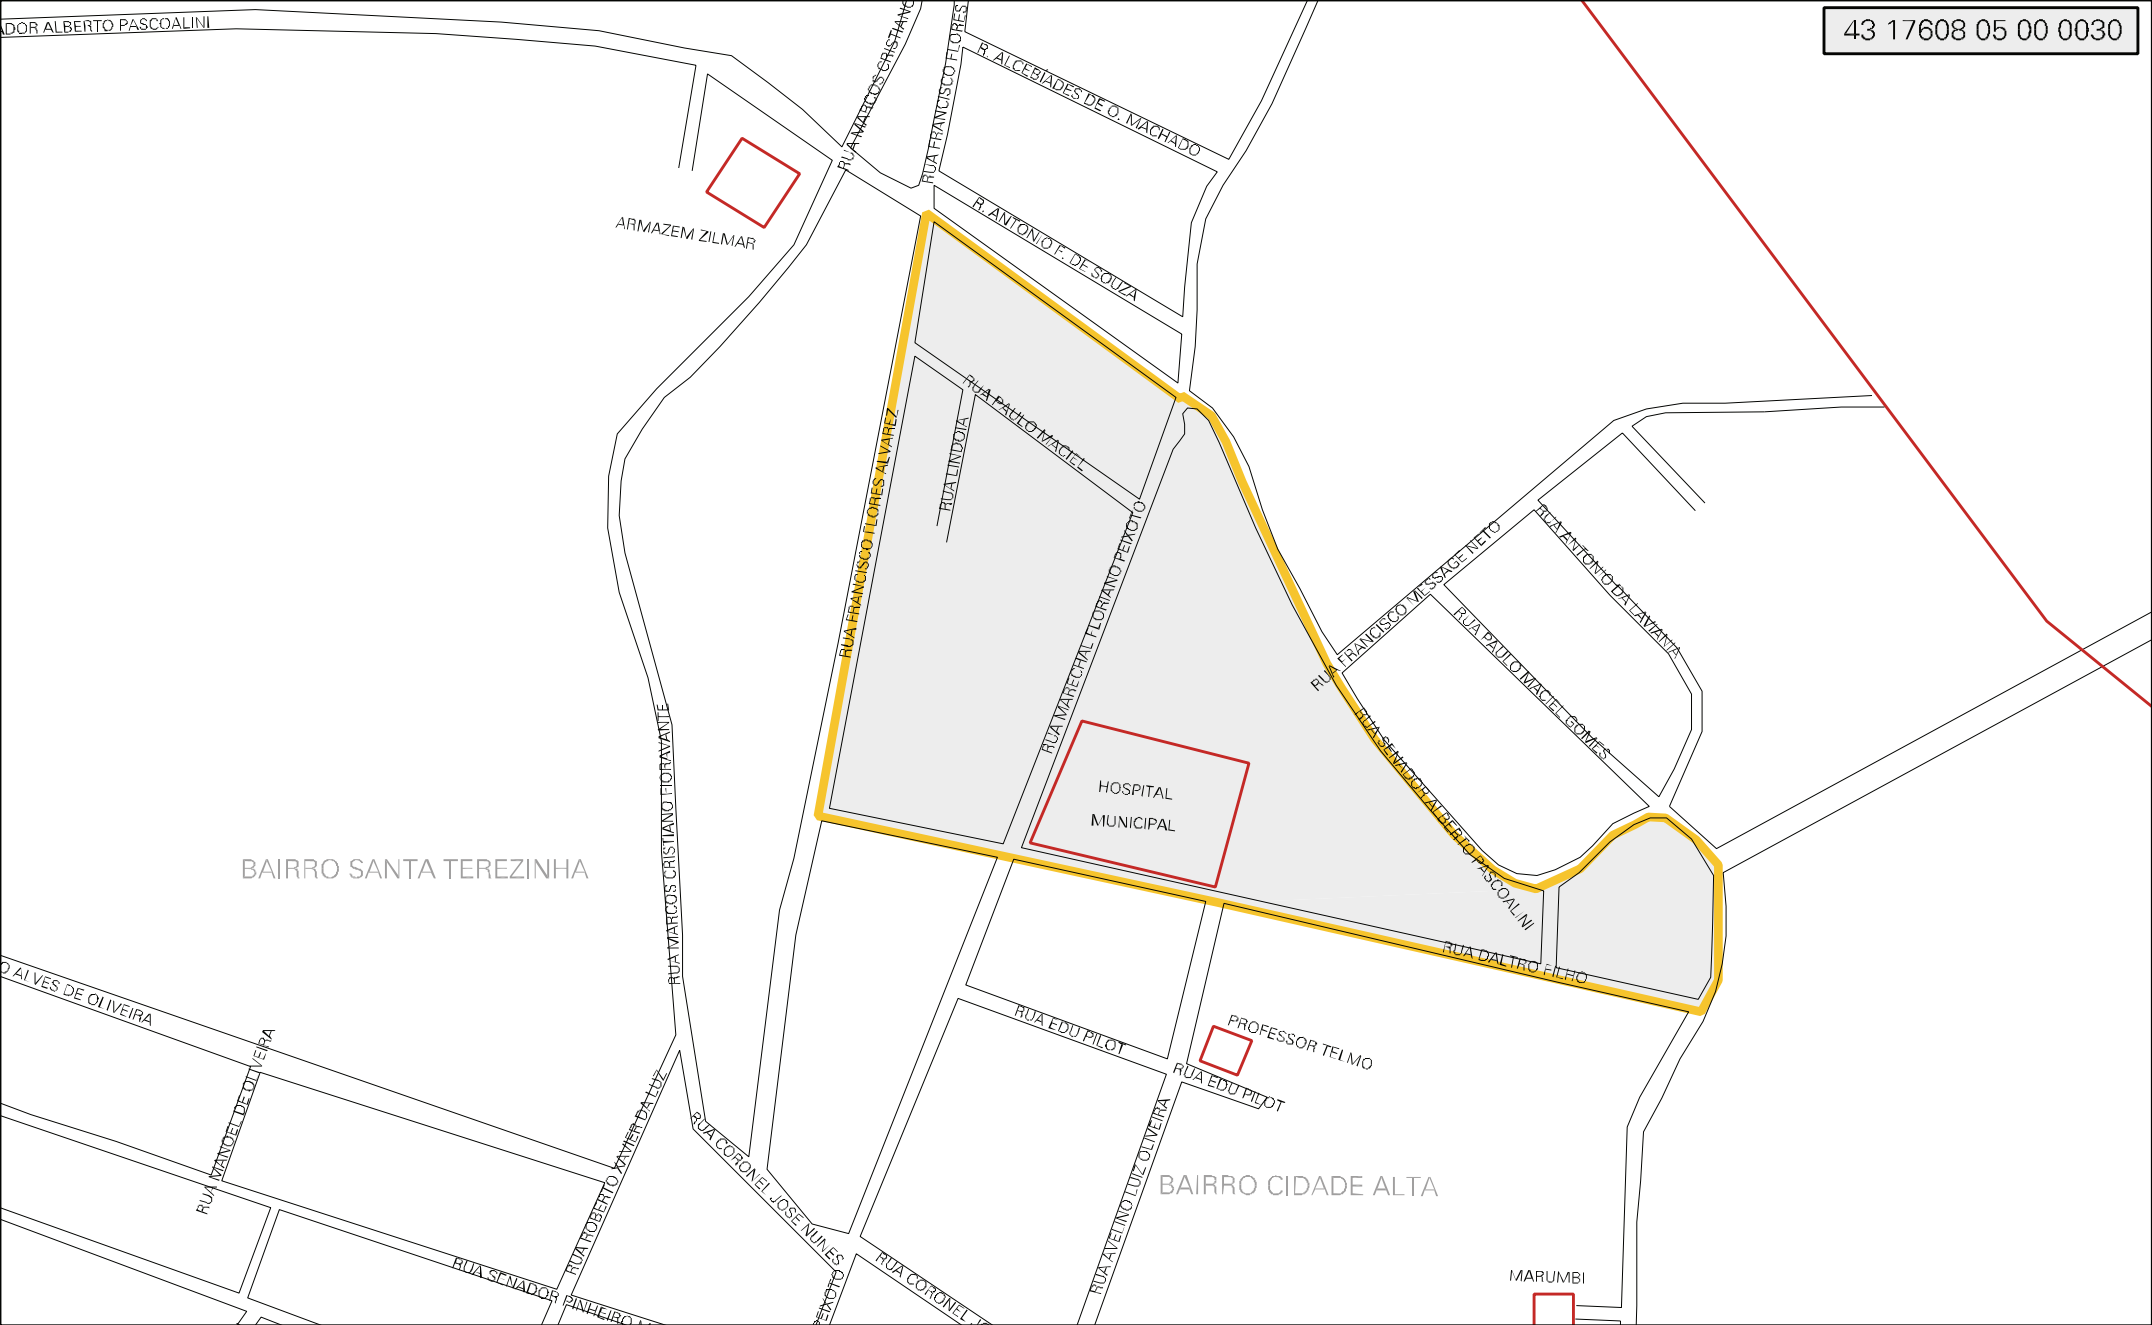 43 17608 05 00 0030
ADOR ALBERTO PASCOALINI
RUA MARCOS CRISTIANO
RUA FRANCISCO FLORES
R. ALCEBÍADES DE O. MACHADO
R. ANTONIO F. DE SOUZA
ARMAZEM ZILMAR
RUA PAULO MACIEL
RUA LINDOIA
RUA FRANCISCO FLORES ALVAREZ
RUA MARECHAL FLORIANO PEIXOTO
RUA FRANCISCO MESSAGE NETO
RUA ANTONIO DA LAVIANIA
RUA PAULO MACIEL GOMES
RUA SENADOR ALBERTO PASCOALINI
RUA MARCOS CRISTIANO FIORAVANTE
HOSPITAL
MUNICIPAL
BAIRRO SANTA TEREZINHA
RUA DALTRO FILHO
O ALVES DE OLIVEIRA
RUA MANOEL DE OLIVEIRA
RUA EDU PILOT
PROFESSOR TELMO
RUA EDU PILOT
RUA ROBERTO XAVIER DA LUZ
RUA CORONEL JOSE NUNES
RUA AVELINO LUIZ OLIVEIRA
BAIRRO CIDADE ALTA
RUA SENADOR PINHEIRO
PEIXOTO
RUA CORONEL
MARUMBI